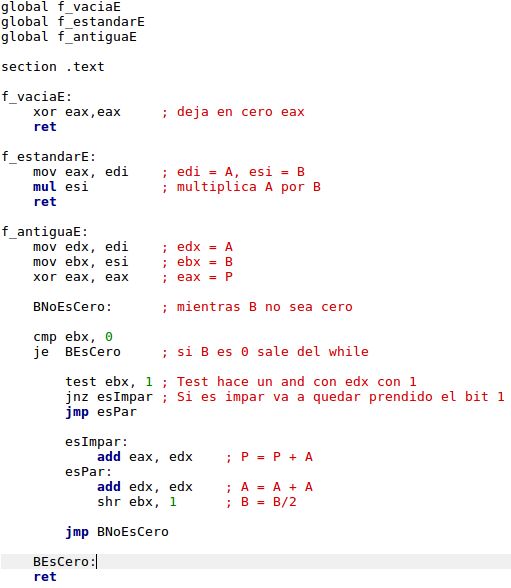 global f_vaciaE
global f_estandarE
global f_antiguaE
section .text
f_vaciaE:
xor eax,eax ; deja en cero eax
ret
f_estandarE:
mov eax, edi ; edi = A, esi = B
mul esi ; multiplica A por B
ret
f_antiguaE:
mov edx, edi ; edx = A
mov ebx, esi ; ebx = B
xor eax, eax ; eax = P
BNoEsCero: ; mientras B no sea cero
cmp ebx, 0
je BEsCero ; si B es 0 sale del while
test ebx, 1 ; Test hace un and con edx con 1
jnz esImpar ; Si es impar va a quedar prendido el bit 1
jmp esPar
esImpar:
add eax, edx ; P = P + A
esPar:
add edx, edx ; A = A + A
shr ebx, 1 ; B = B/2
jmp BNoEsCero
BEsCero:
ret